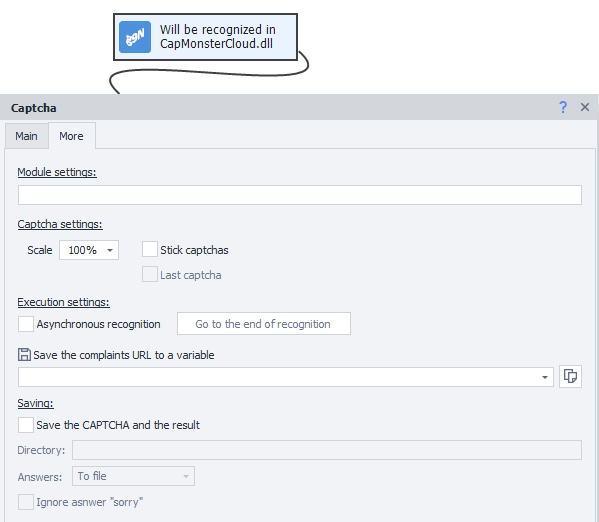 Will be recognized in
CapMonsterCloud.dll
Captcha
Main More
Module settings:
Captcha settings:
Scale 100% Stick captchas
Last captcha
Execution settings:
Asynchronous recognition Go to the end of recognition
Save the complaints URL to a variable
Saving:
Save the CAPTCHA and the result
Directory:
Answers: To file
Ignore asnwer "sorry"